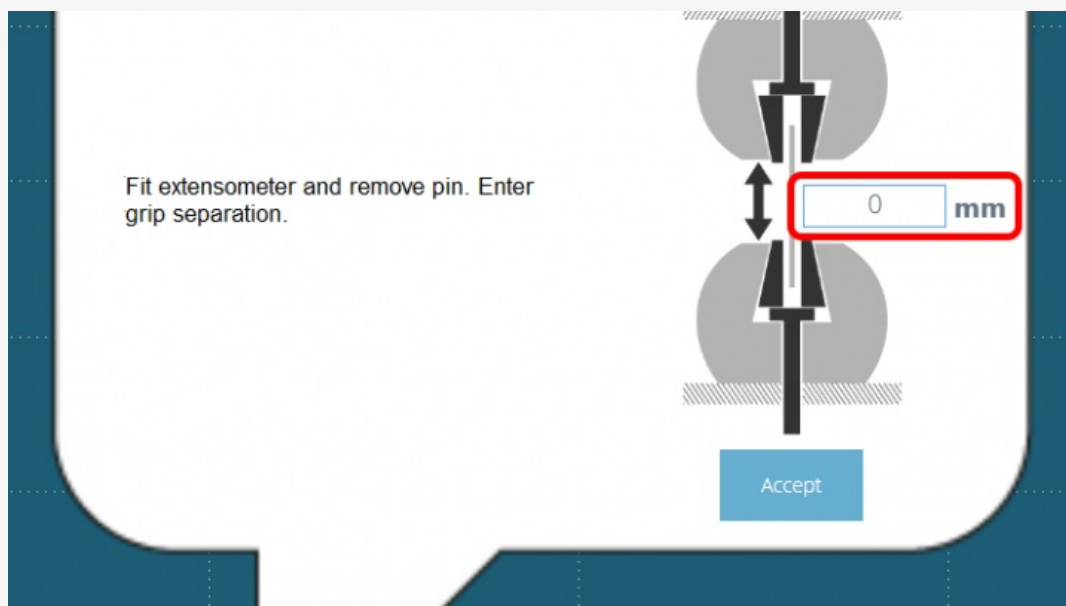 Fit extensometer and remove pin. Enter
grip separation.
0 mm
Accept